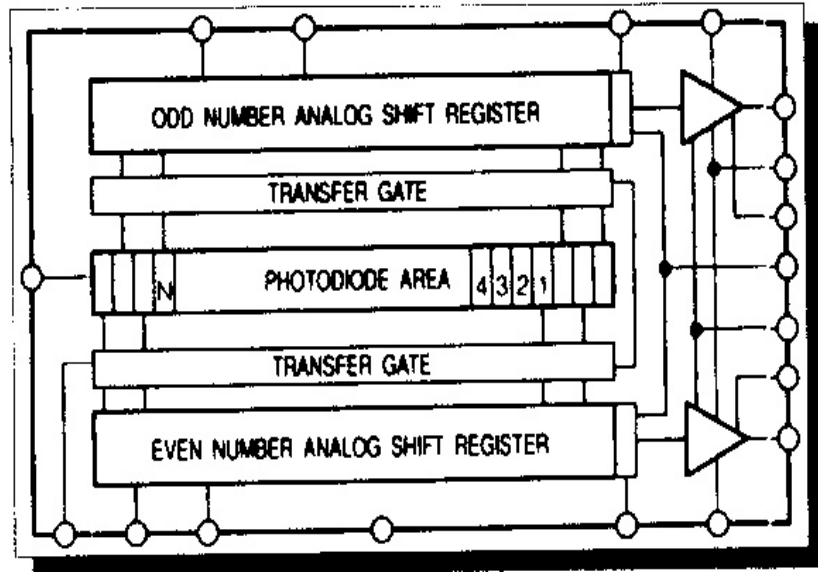 ODD NUMBER ANALOG SHIFT REGISTER
TRANSFER GATE
N PHOTODIODE AREA 4 3 2 1
TRANSFER GATE
EVEN NUMBER ANALOG SHIFT REGISTER